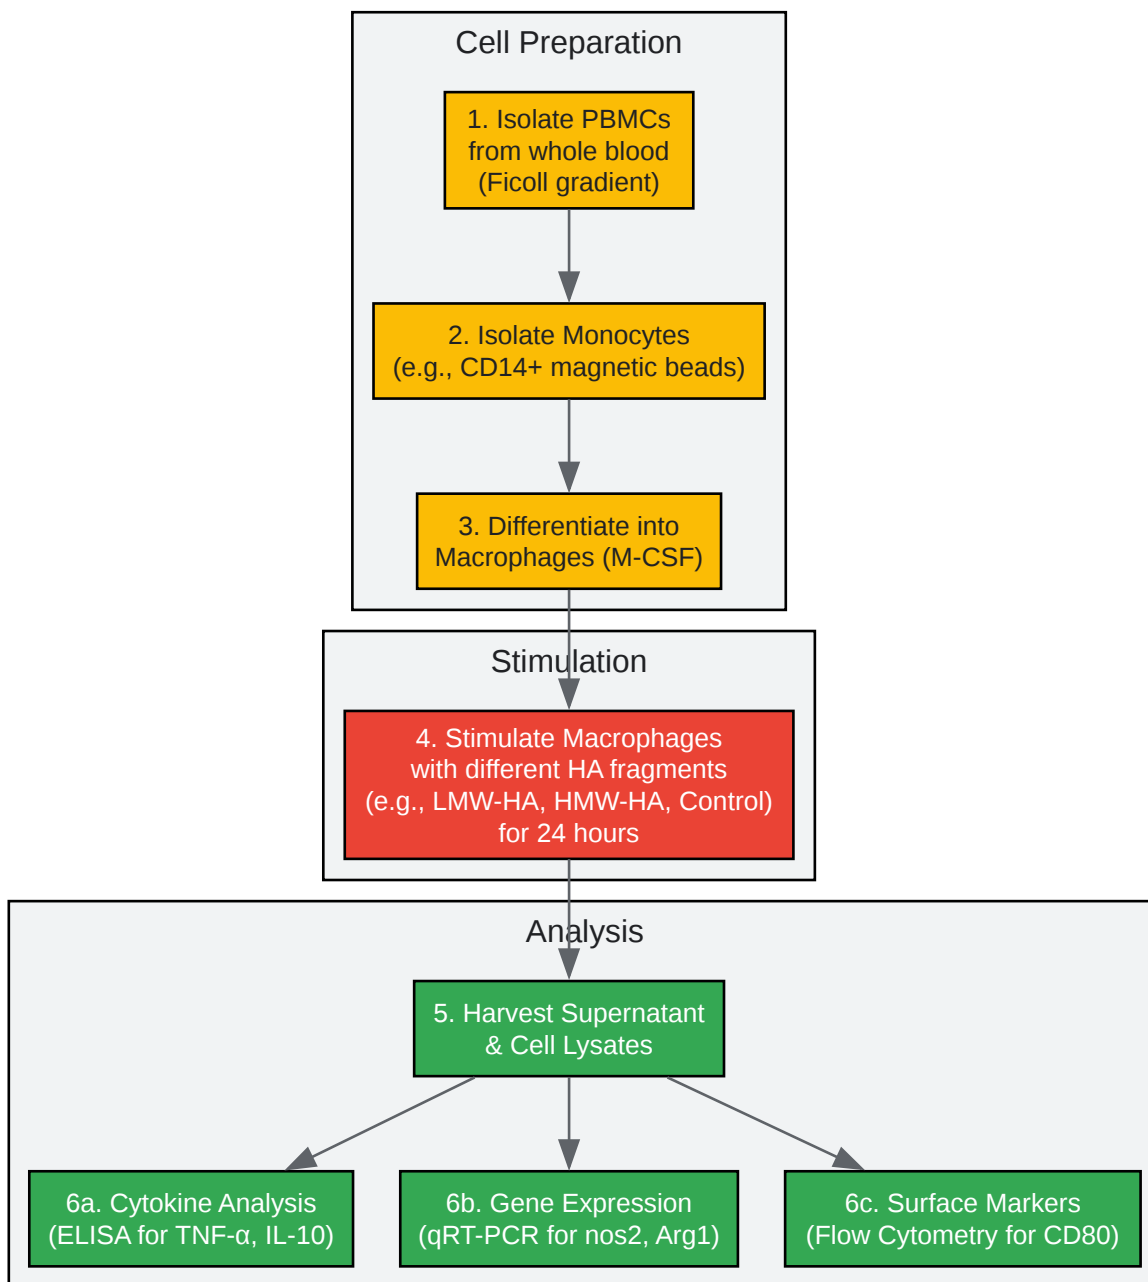 Cell Preparation
1. Isolate PBMCs
from whole blood
(Ficoll gradient)
2. Isolate Monocytes
(e.g., CD14+ magnetic beads)
3. Differentiate into
Macrophages (M-CSF)
Stimulation
4. Stimulate Macrophages
with different HA fragments
(e.g., LMW-HA, HMW-HA, Control)
for 24 hours
Analysis
5. Harvest Supernatant
& Cell Lysates
6a. Cytokine Analysis
(ELISA for TNF-α, IL-10)
6b. Gene Expression
(qRT-PCR for nos2, Arg1)
6c. Surface Markers
(Flow Cytometry for CD80)